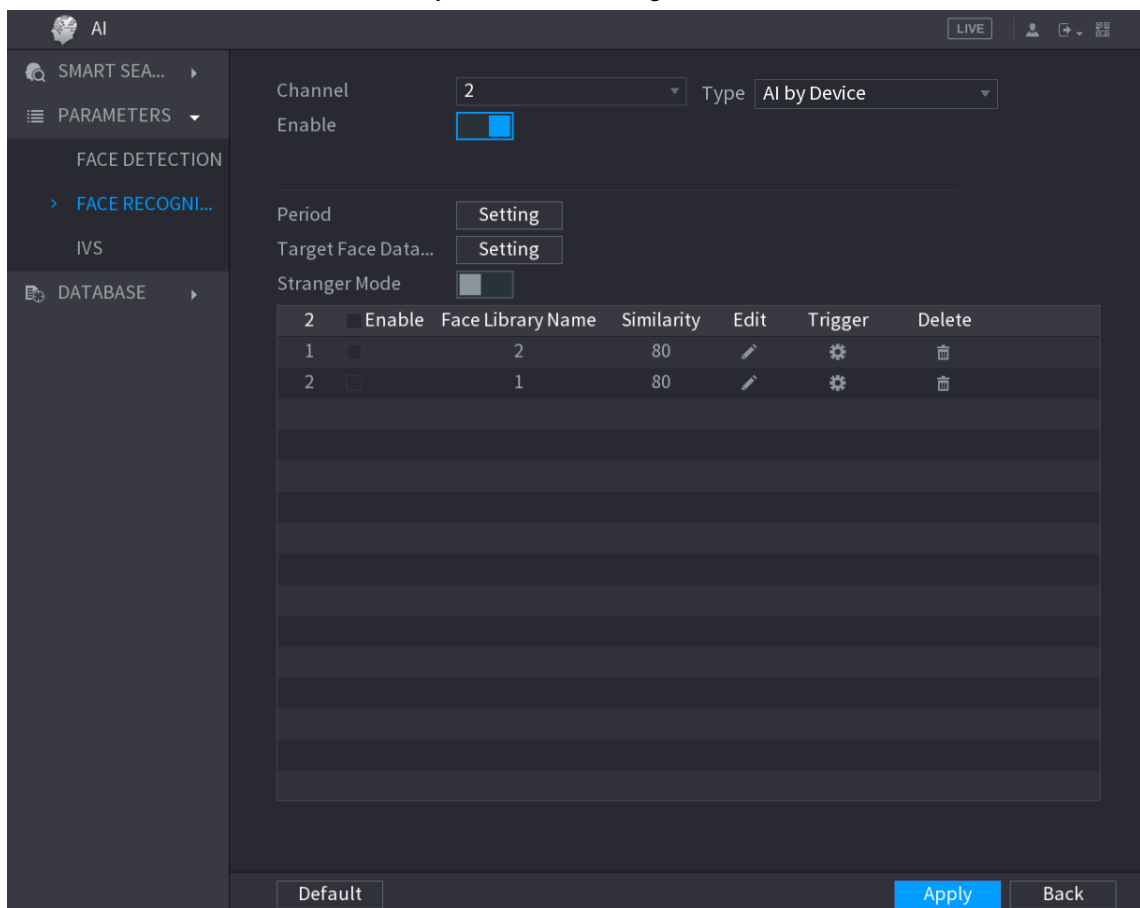 AI LIVE
SMART SEA...
PARAMETERS
FACE DETECTION
FACE RECOGNI...
IVS
DATABASE
Channel 2 Type AI by Device
Enable
Period Setting
Target Face Data... Setting
Stranger Mode
2 Enable Face Library Name Similarity Edit Trigger Delete
1 2 80
2 1 80
Default Apply Back